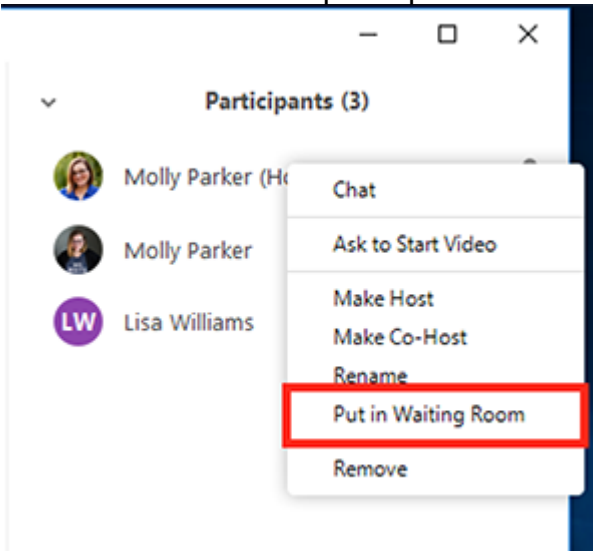 Participants (3)
Molly Parker (Ho
Chat
Molly Parker
Ask to Start Video
LW
Lisa Williams
Make Host
Make Co-Host
Rename
Put in Waiting Room
Remove